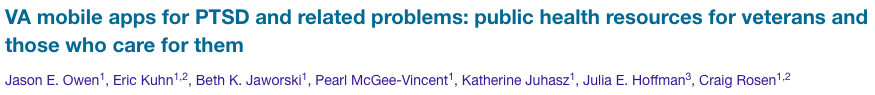 VA mobile apps for PTSD and related problems: public health resources for veterans and
those who care for them
Jason E. Owen1, Eric Kuhn1,2, Beth K. Jaworski1, Pearl McGee-Vincent1, Katherine Juhasz1, Julia E. Hoffman3, Craig Rosen1,2